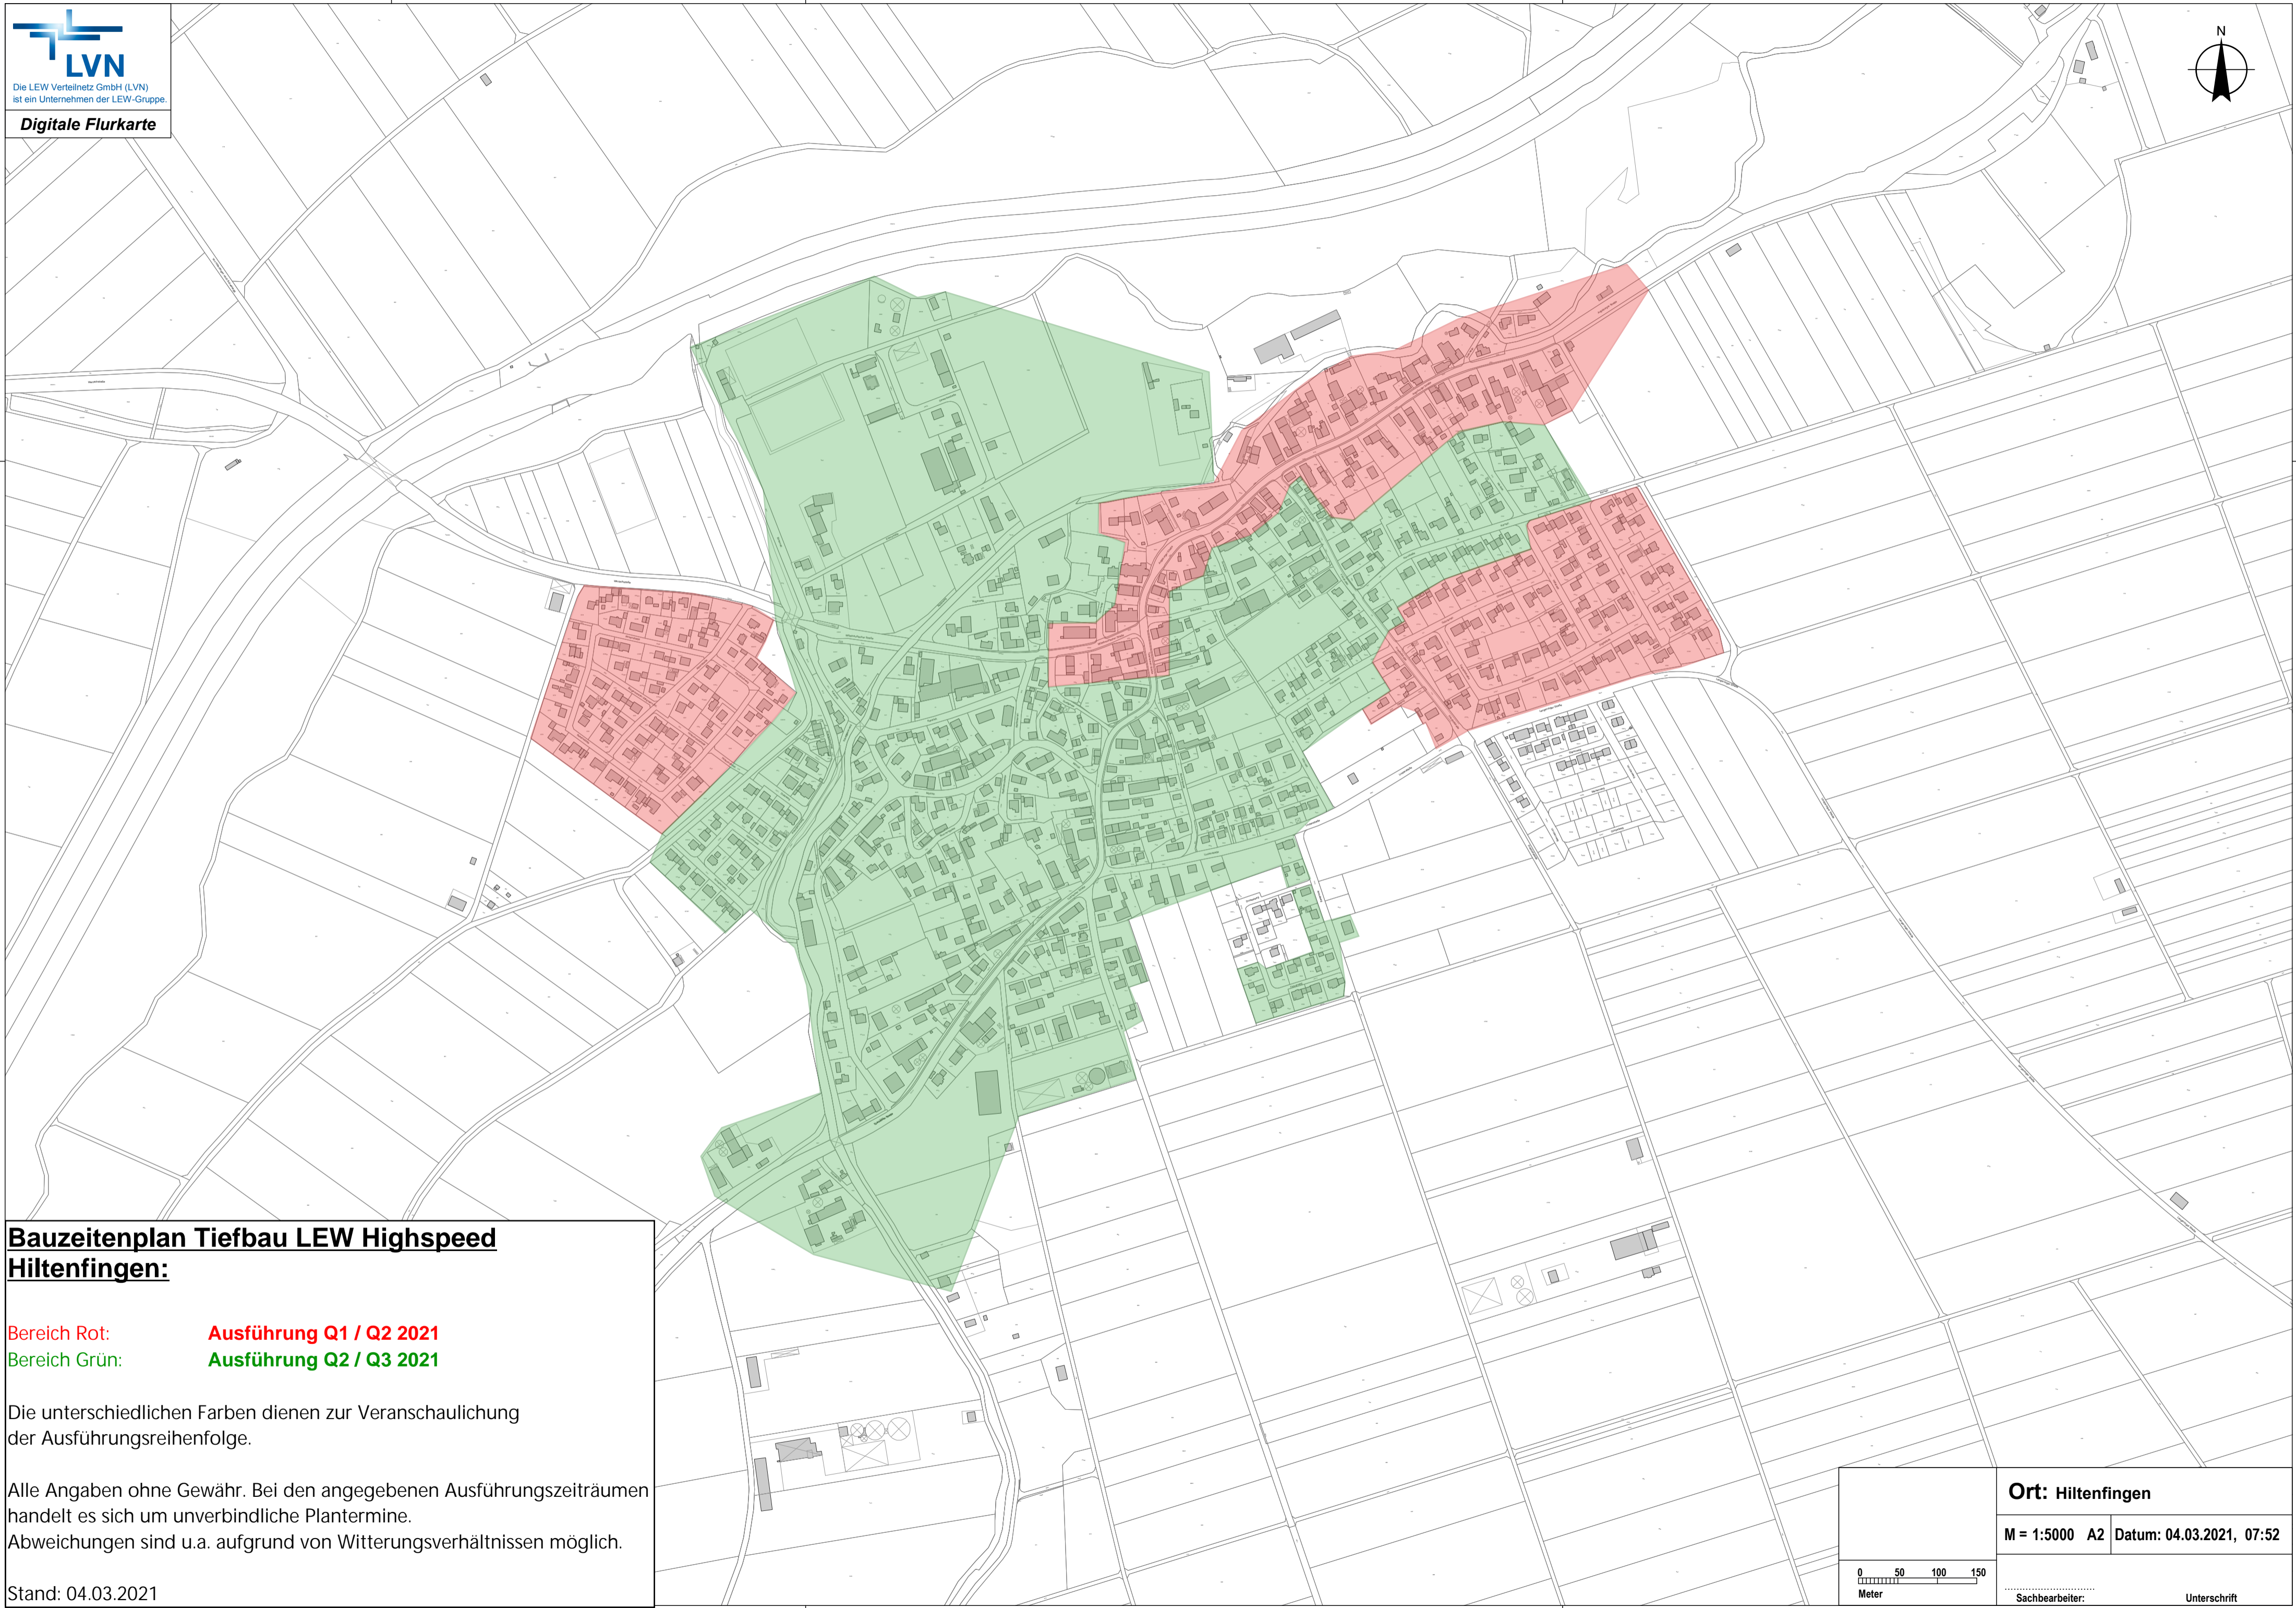 LVN
Die LEW Verteilnetz GmbH (LVN)
ist ein Unternehmen der LEW-Gruppe.
Digitale Flurkarte
N
Bauzeitenplan Tiefbau LEW Highspeed
Hiltenfingen:
Bereich Rot: Ausführung Q1 / Q2 2021
Bereich Grün: Ausführung Q2 / Q3 2021
Die unterschiedlichen Farben dienen zur Veranschaulichung
der Ausführungsreihenfolge.
Alle Angaben ohne Gewähr. Bei den angegebenen Ausführungszeiträumen
handelt es sich um unverbindliche Plantermine.
Abweichungen sind u.a. aufgrund von Witterungsverhältnissen möglich.
Stand: 04.03.2021
Ort: Hiltenfingen
M = 1:5000 A2 Datum: 04.03.2021, 07:52
0 50 100 150
Meter
Sachbearbeiter: Unterschrift